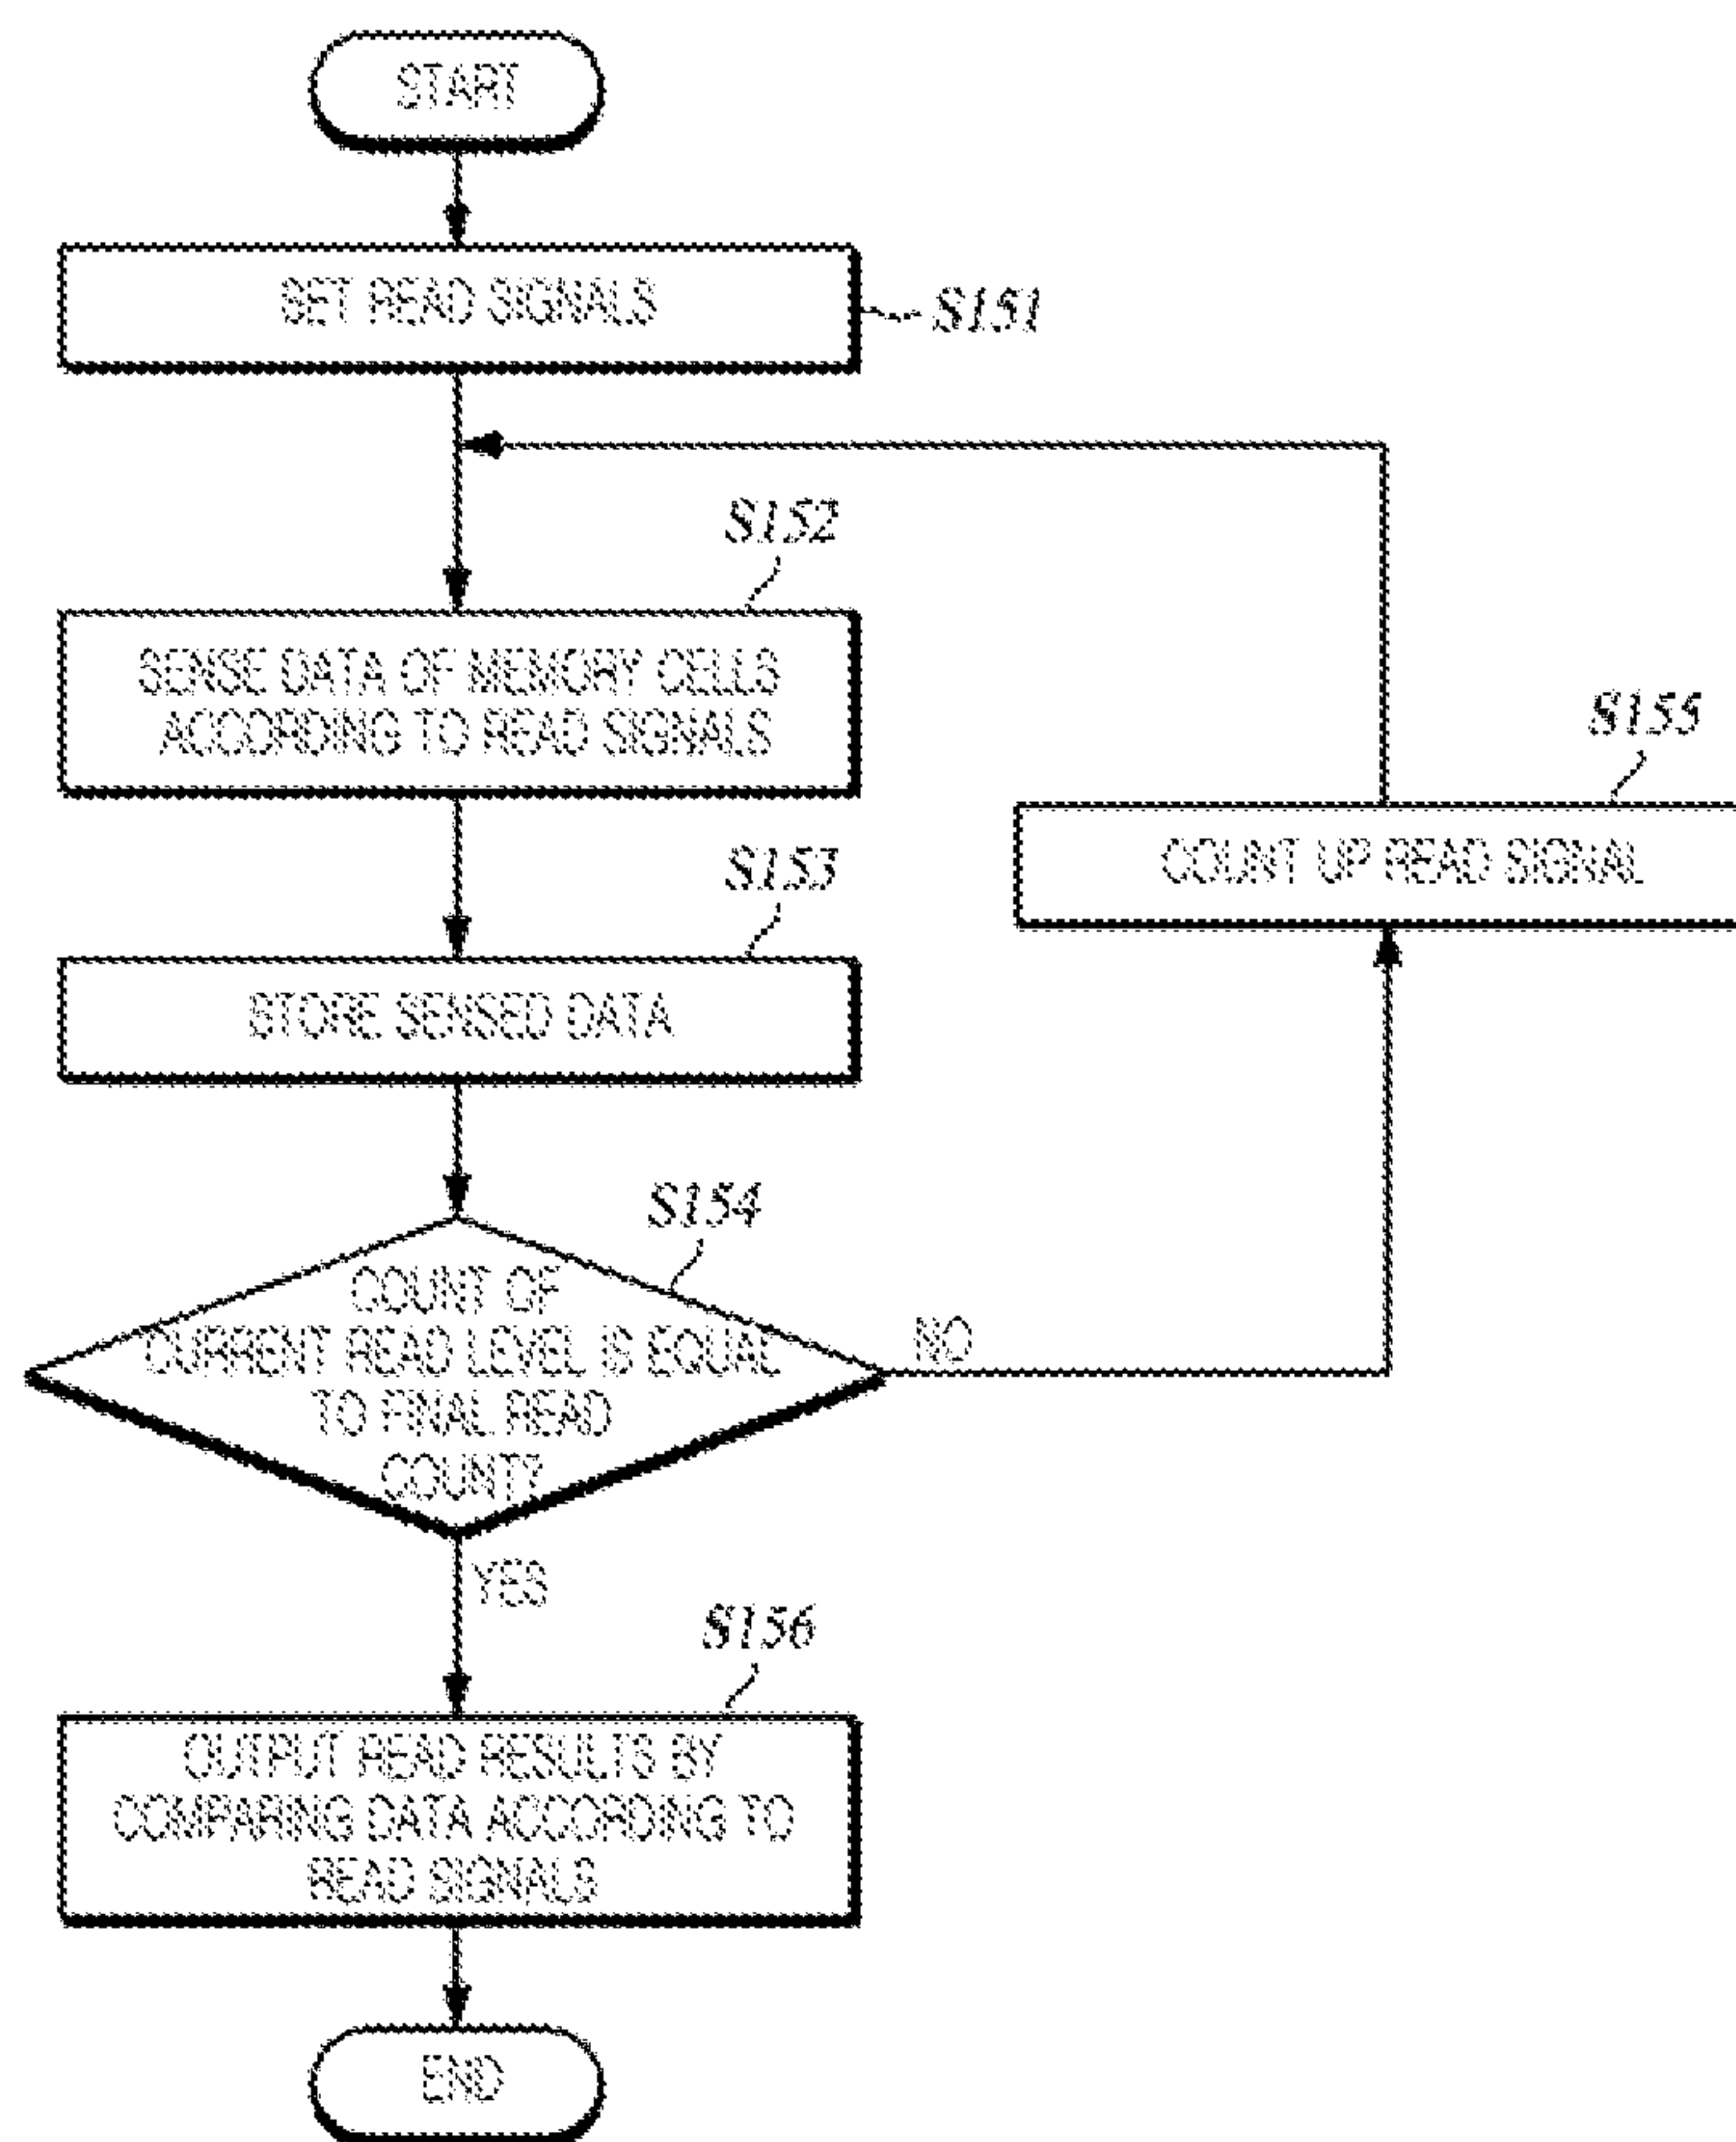 START
SET READ SIGNALS
S151
S152
SENSE DATA OF MEMORY CELLS
ACCORDING TO READ SIGNALS
S155
COUNT UP READ SIGNAL
S153
STORE SENSED DATA
S154
COUNT OF
CURRENT READ LEVEL IS EQUAL
TO FINAL READ
COUNT?
NO
YES
S156
OUTPUT READ RESULTS BY
COMPARING DATA ACCORDING TO
READ SIGNALS
END